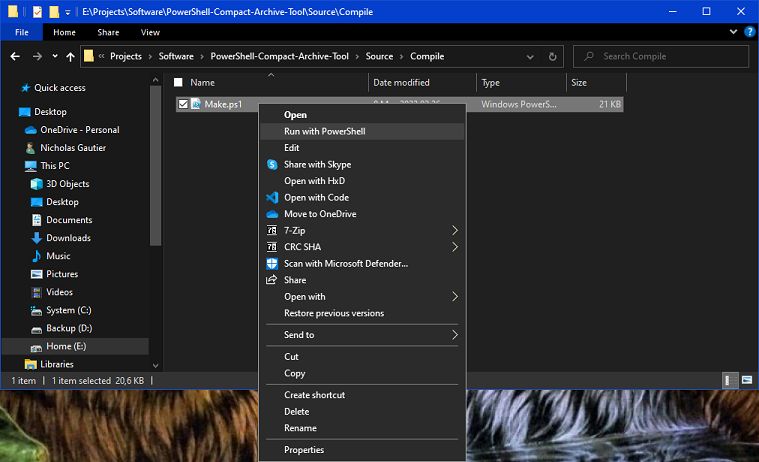 E:\Projects\Software\PowerShell-Compact-Archive-Tool\Source\Compile
File Home Share View
« Projects > Software > PowerShell-Compact-Archive-Tool > Source > Compile Search Compile
Name Date modified Type Size
Make.ps1 Windows PowerS... 21 KB
Quick access
Desktop
OneDrive - Personal
Nicholas Gautier
This PC
3D Objects
Desktop
Documents
Downloads
Music
Pictures
Videos
System (C:)
Backup (D:)
Home (E:)
Libraries
Open
Run with PowerShell
Edit
Share with Skype
Open with HxD
Open with Code
Move to OneDrive
7-Zip
CRC SHA
Scan with Microsoft Defender...
Share
Open with
Restore previous versions
Send to
Cut
Copy
Create shortcut
Delete
Rename
Properties
1 item 1 item selected 20,6 KB